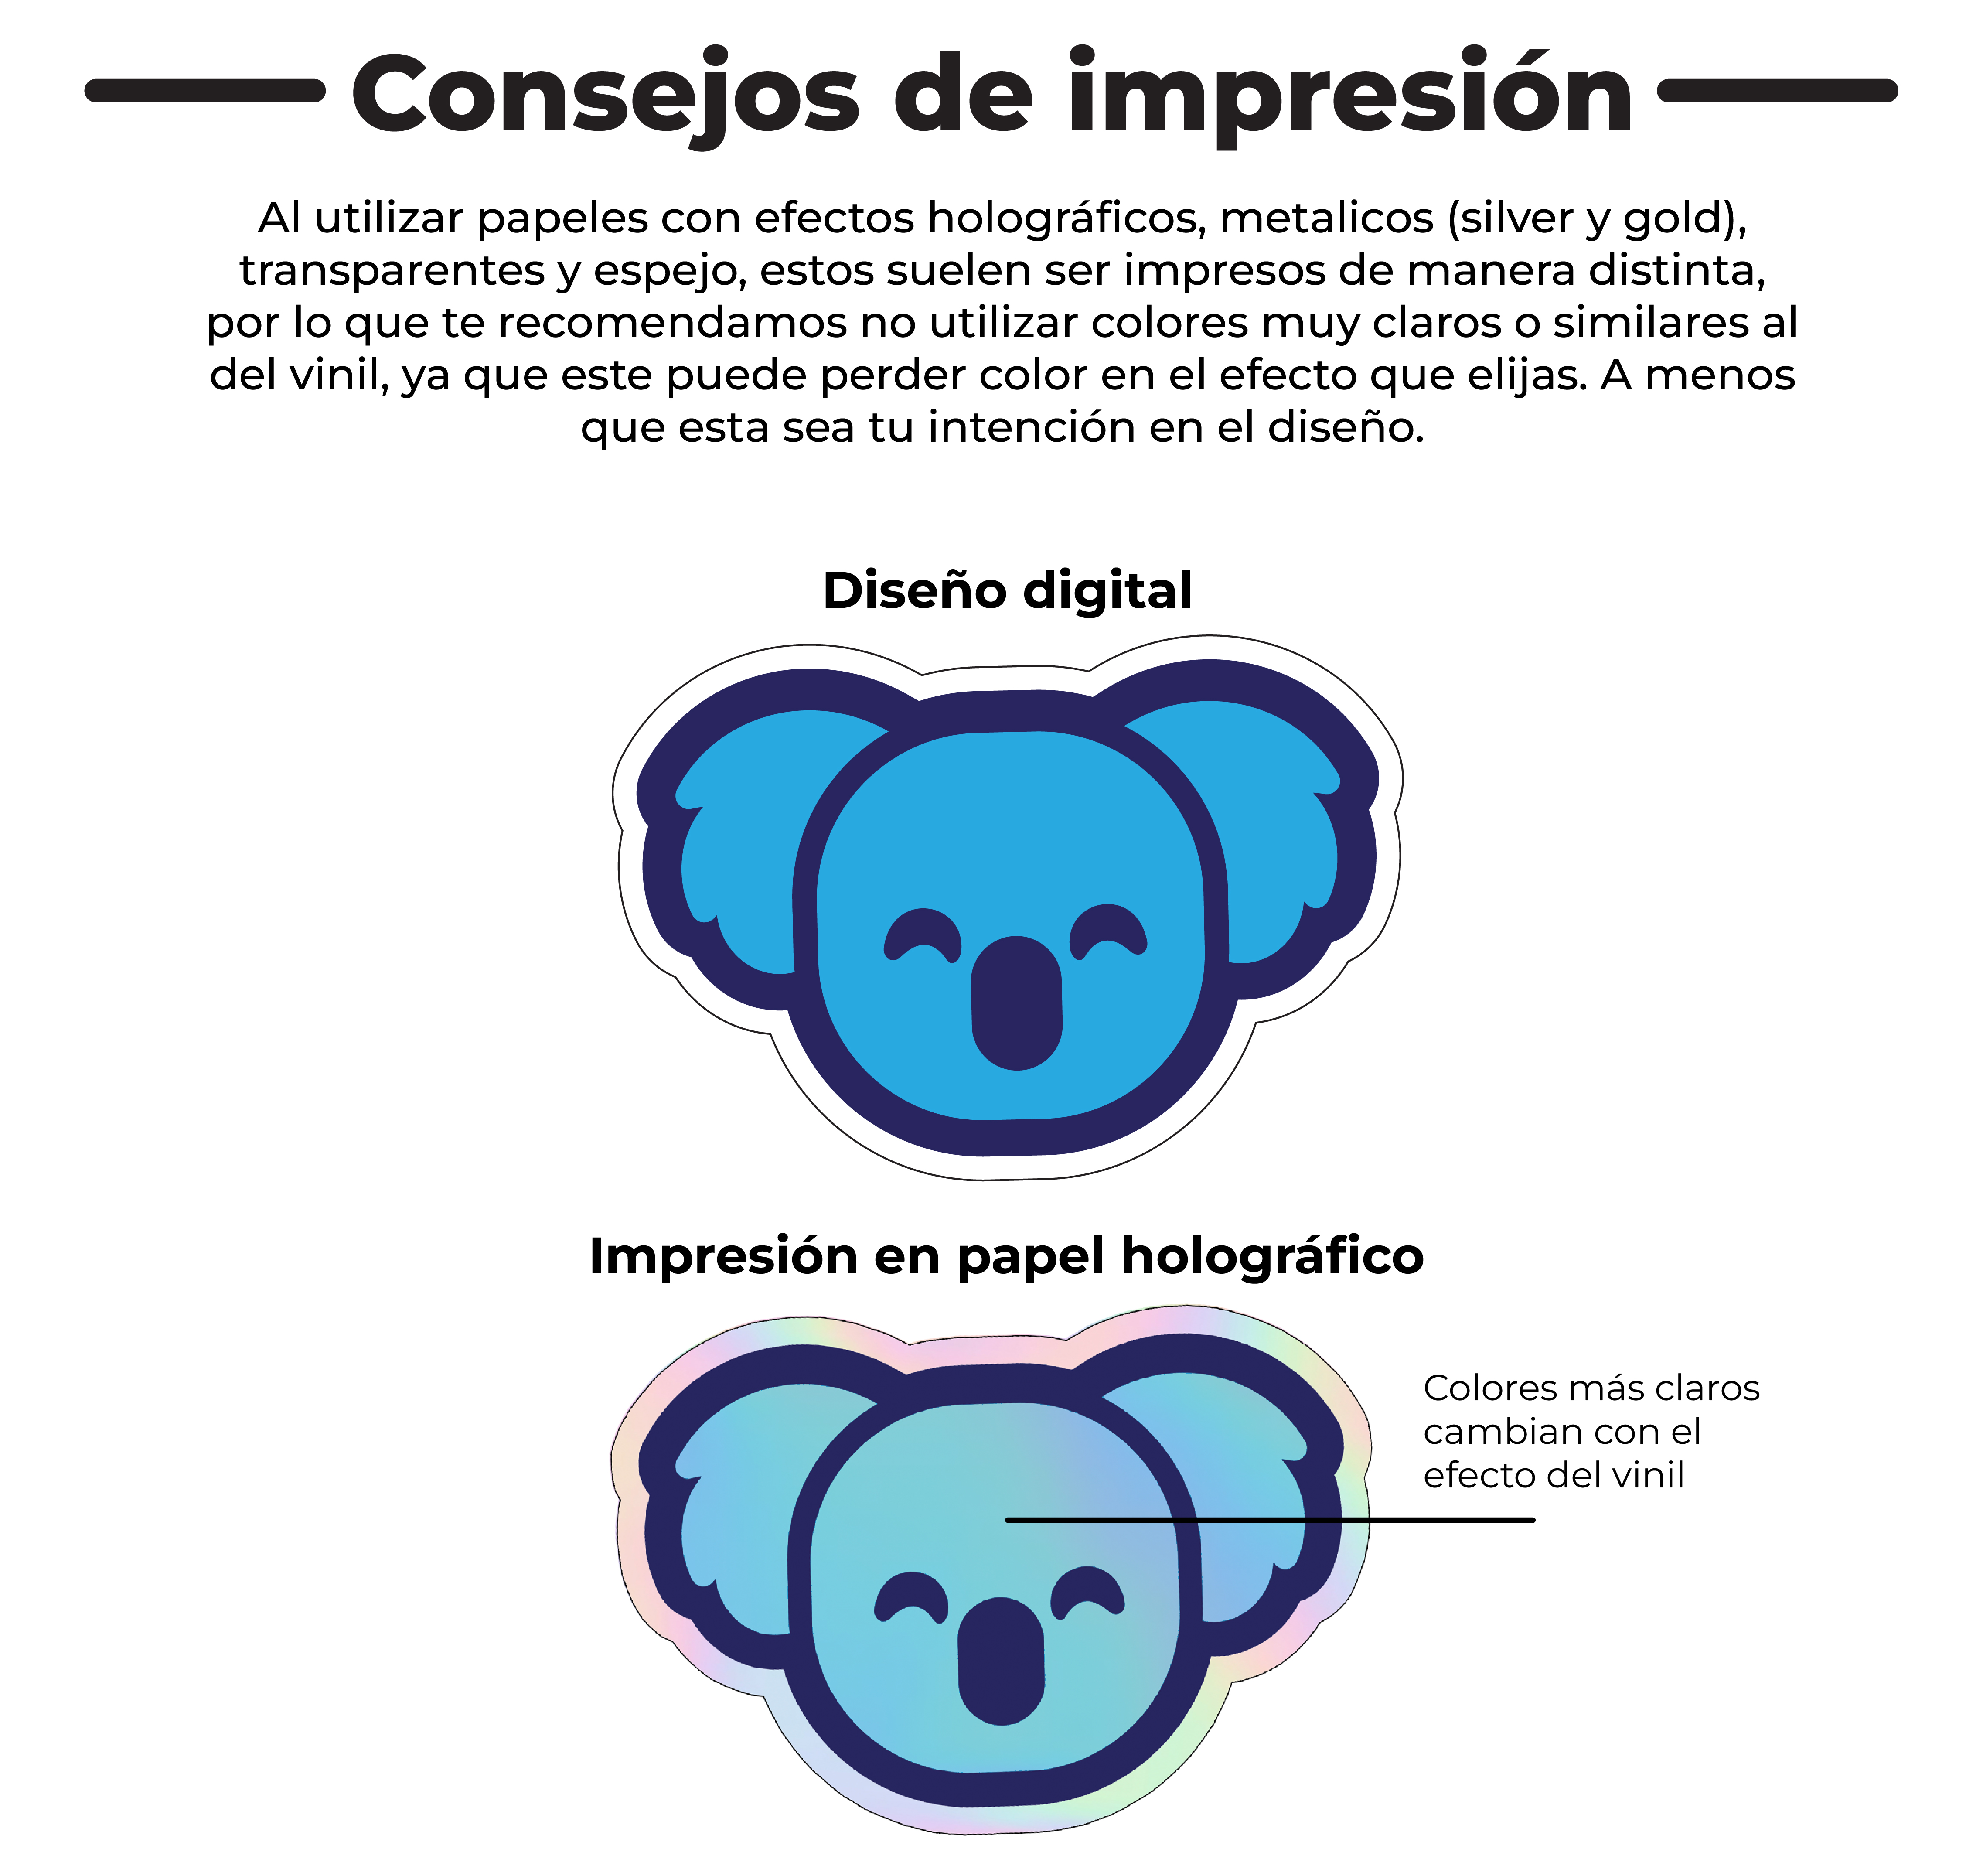 Consejos de impresión
Al utilizar papeles con efectos holográficos, metalicos (silver y gold),
transparentes y espejo, estos suelen ser impresos de manera distinta,
por lo que te recomendamos no utilizar colores muy claros o similares al
del vinil, ya que este puede perder color en el efecto que elijas. A menos
que esta sea tu intención en el diseño.
Diseño digital
Impresión en papel holográfico
Colores más claros
cambian con el
efecto del vinil